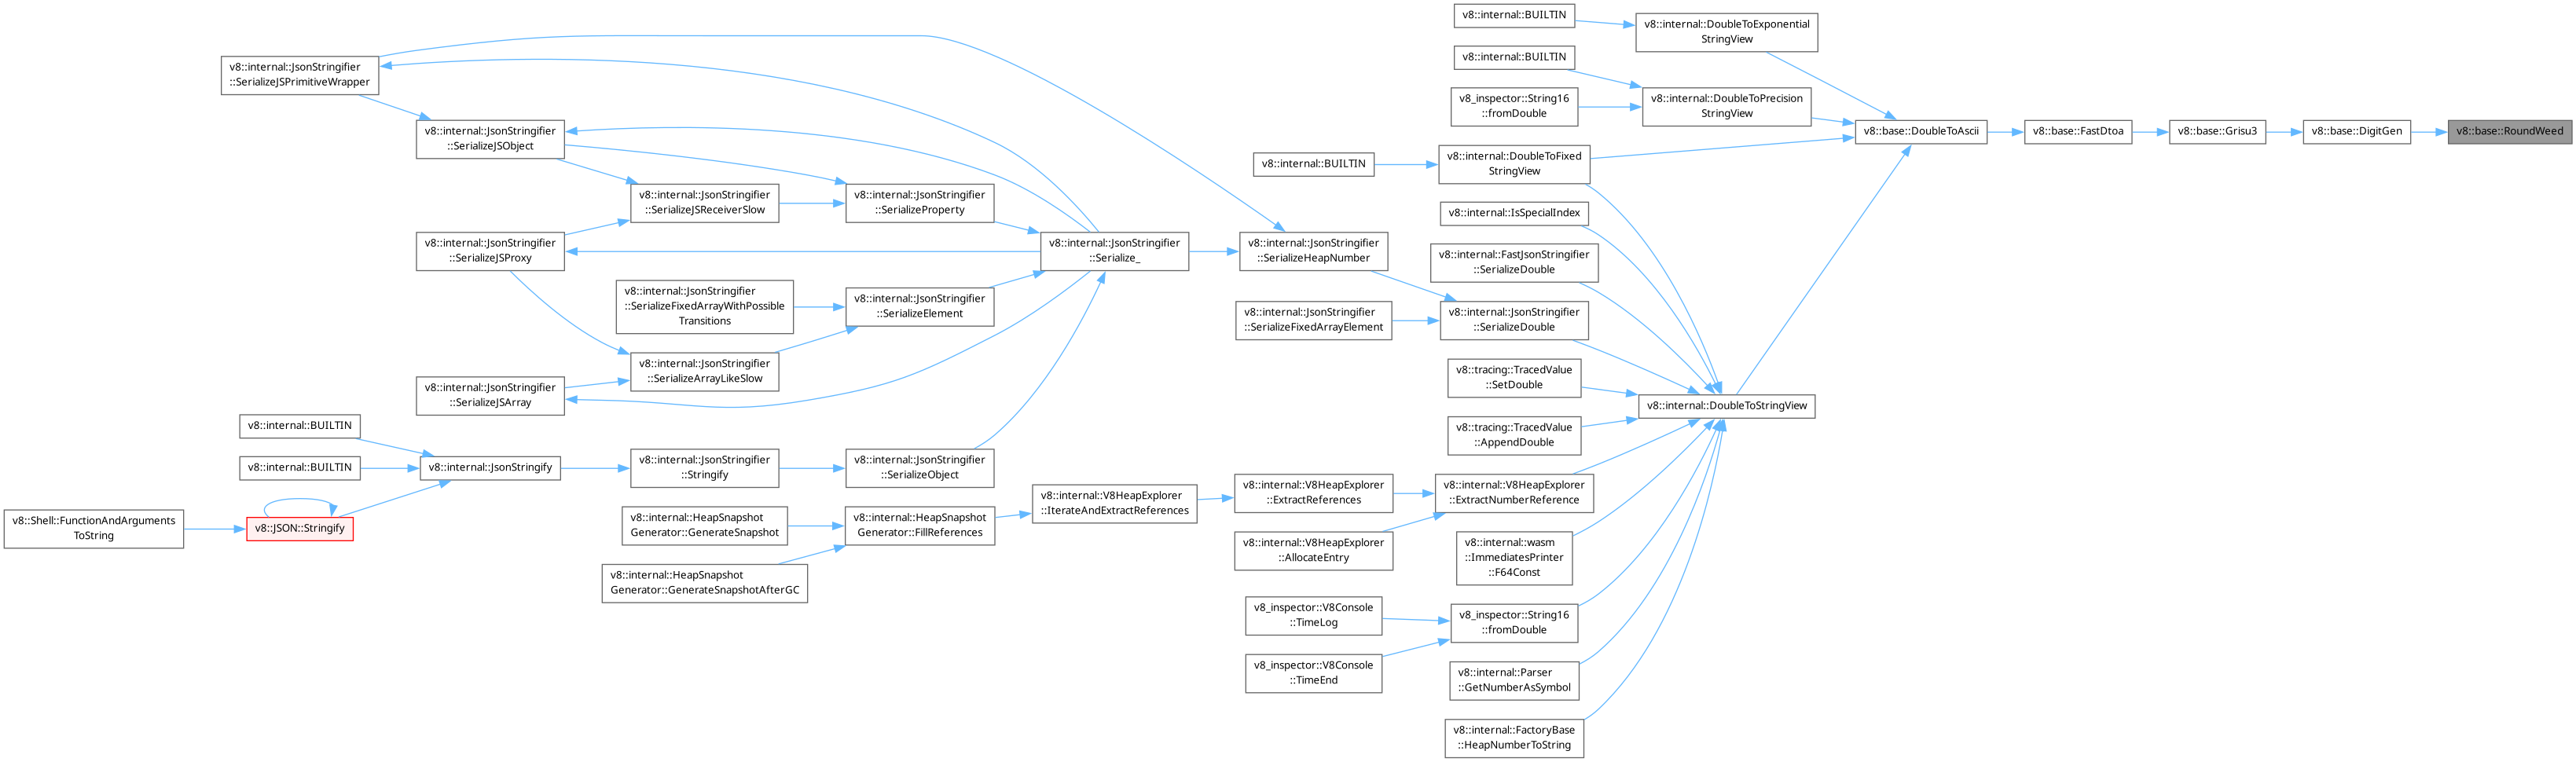 v8::internal::BUILTIN
v8::internal::DoubleToExponential
StringView
v8::internal::BUILTIN
v8::internal::JsonStringifier
::SerializeJSPrimitiveWrapper
v8_inspector::String16
::fromDouble
v8::internal::DoubleToPrecision
StringView
v8::internal::JsonStringifier
::SerializeJSObject
v8::base::DoubleToAscii
v8::base::FastDtoa
v8::base::Grisu3
v8::base::DigitGen
v8::base::RoundWeed
v8::internal::BUILTIN
v8::internal::DoubleToFixed
StringView
v8::internal::JsonStringifier
::SerializeJSReceiverSlow
v8::internal::JsonStringifier
::SerializeProperty
v8::internal::IsSpecialIndex
v8::internal::JsonStringifier
::SerializeJSProxy
v8::internal::JsonStringifier
::Serialize_
v8::internal::JsonStringifier
::SerializeHeapNumber
v8::internal::FastJsonStringifier
::SerializeDouble
v8::internal::JsonStringifier
::SerializeFixedArrayWithPossible
Transitions
v8::internal::JsonStringifier
::SerializeElement
v8::internal::JsonStringifier
::SerializeFixedArrayElement
v8::internal::JsonStringifier
::SerializeDouble
v8::internal::JsonStringifier
::SerializeArrayLikeSlow
v8::tracing::TracedValue
::SetDouble
v8::internal::JsonStringifier
::SerializeJSArray
v8::internal::DoubleToStringView
v8::internal::BUILTIN
v8::tracing::TracedValue
::AppendDouble
v8::internal::BUILTIN
v8::internal::JsonStringify
v8::internal::JsonStringifier
::Stringify
v8::internal::JsonStringifier
::SerializeObject
v8::internal::V8HeapExplorer
::IterateAndExtractReferences
v8::internal::V8HeapExplorer
::ExtractReferences
v8::internal::V8HeapExplorer
::ExtractNumberReference
v8::Shell::FunctionAndArguments
ToString
v8::JSON::Stringify
v8::internal::HeapSnapshot
Generator::GenerateSnapshot
v8::internal::HeapSnapshot
Generator::FillReferences
v8::internal::V8HeapExplorer
::AllocateEntry
v8::internal::wasm
::ImmediatesPrinter
::F64Const
v8::internal::HeapSnapshot
Generator::GenerateSnapshotAfterGC
v8_inspector::V8Console
::TimeLog
v8_inspector::String16
::fromDouble
v8_inspector::V8Console
::TimeEnd
v8::internal::Parser
::GetNumberAsSymbol
v8::internal::FactoryBase
::HeapNumberToString